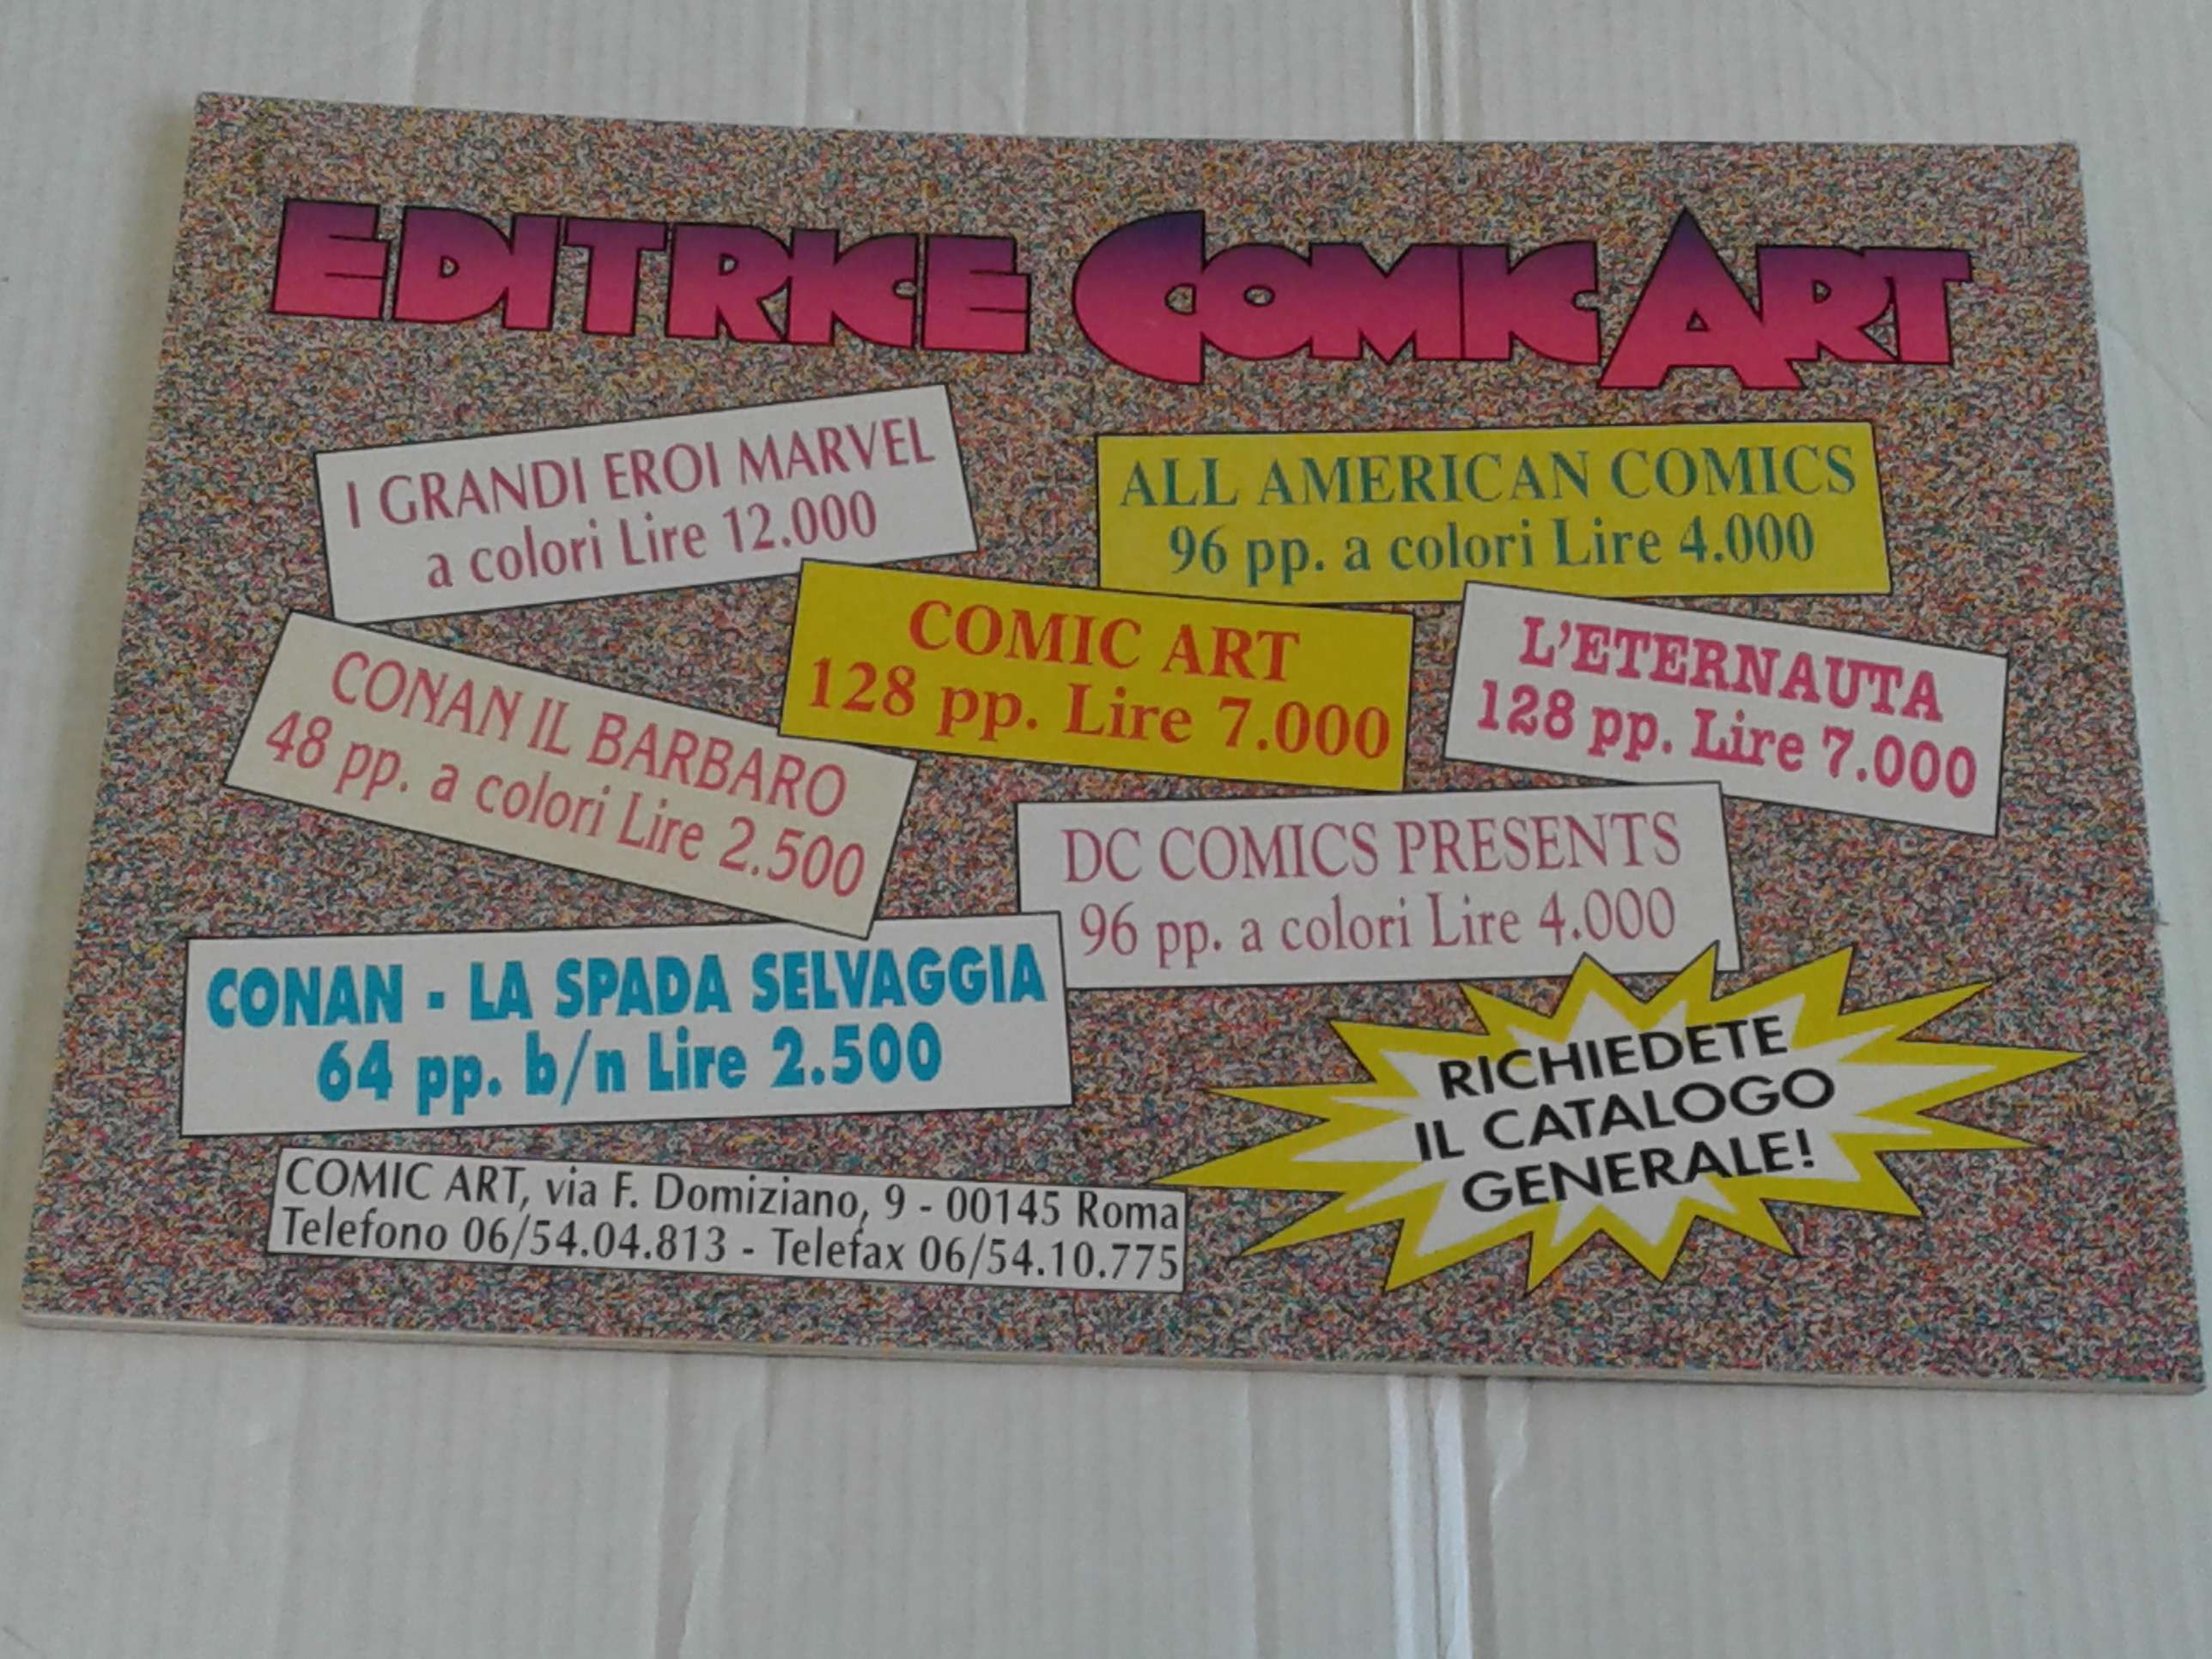 EDITRICE COMIC ART
I GRANDI EROI MARVEL
a colori Lire 12.000
ALL AMERICAN COMICS
96 pp. a colori Lire 4.000
COMIC ART
128 pp. Lire 7.000
L'ETERNAUTA
128 pp. Lire 7.000
CONAN IL BARBARO
48 pp. a colori Lire 2.500
DC COMICS PRESENTS
96 pp. a colori Lire 4.000
CONAN - LA SPADA SELVAGGIA
64 pp. b/n Lire 2.500
RICHIEDETE
IL CATALOGO
GENERALE!
COMIC ART, via F. Domiziano, 9 - 00145 Roma
Telefono 06/54.04.813 - Telefax 06/54.10.775